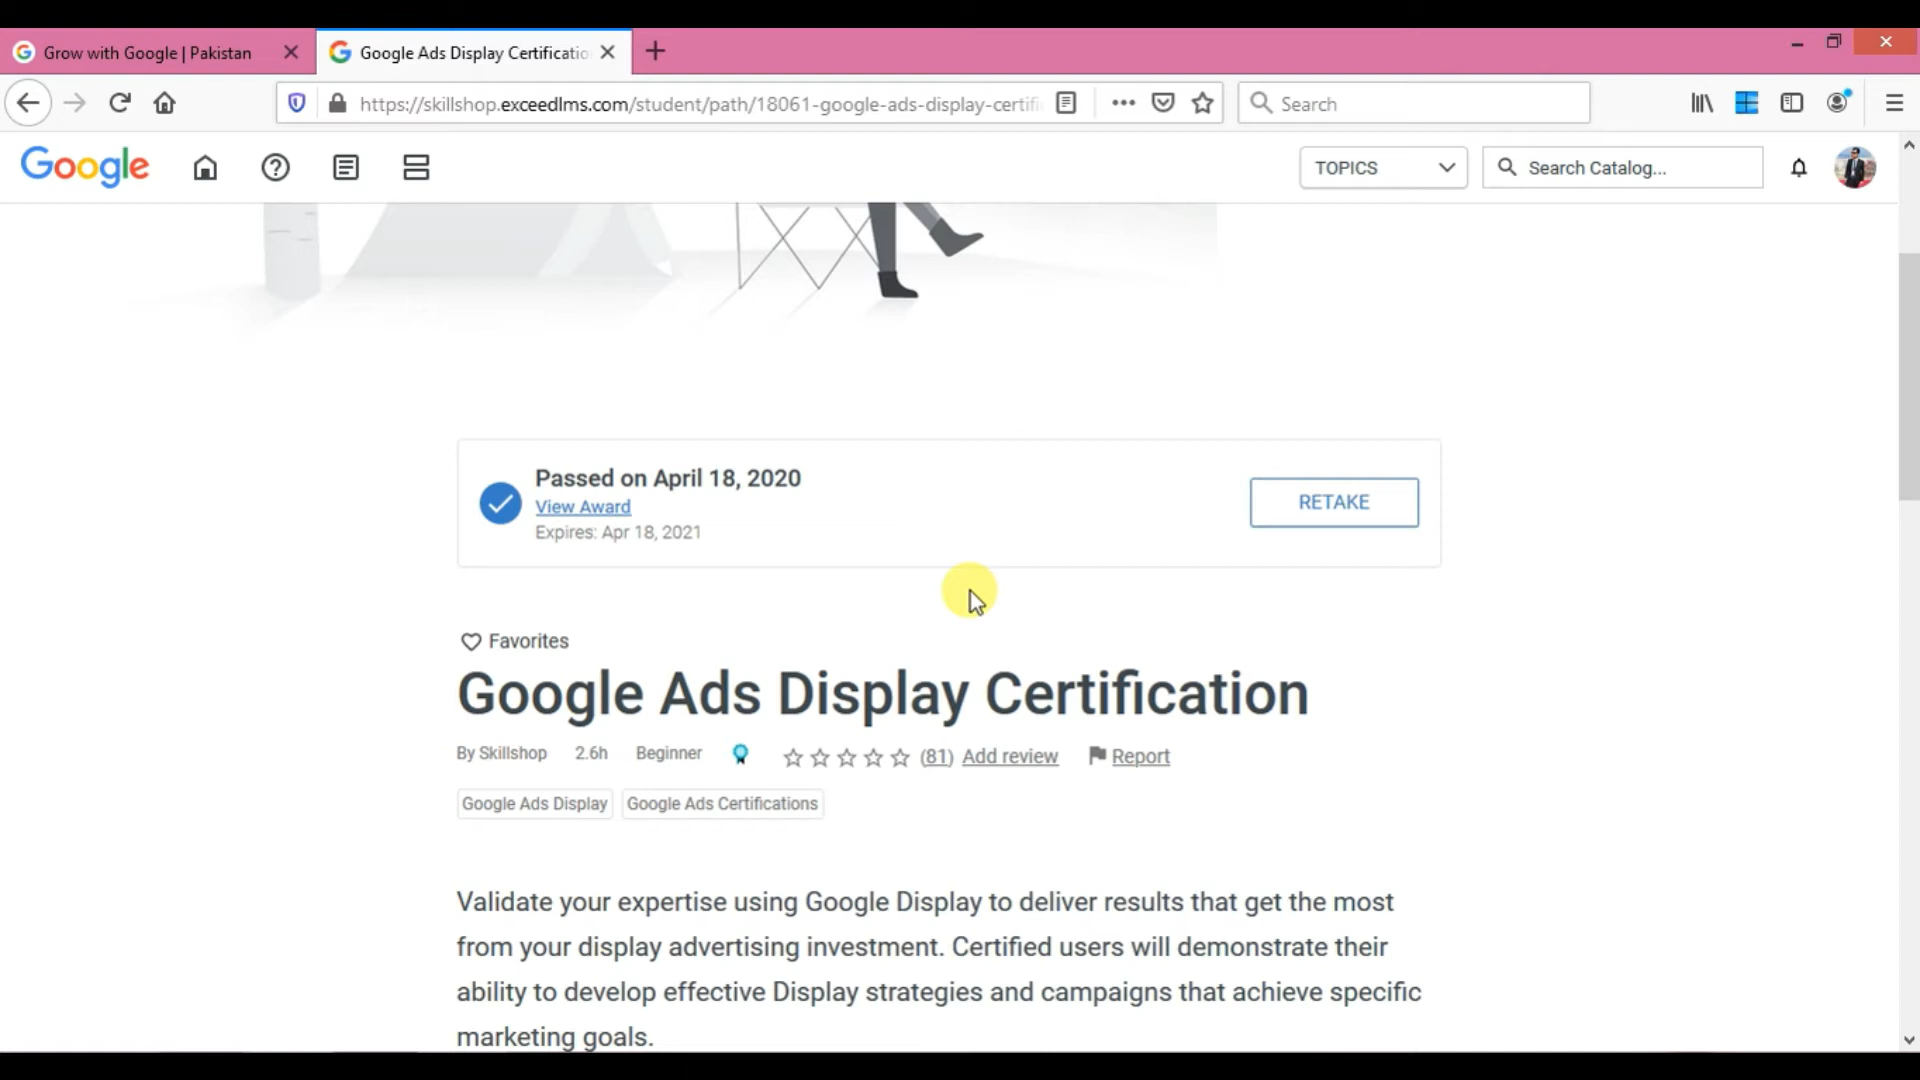 Grow with Google | Pakistan
Google Ads Display Certificatio
https://skillshop.exceedlms.com/student/path/18061-google-ads-display-certifi
Search
Google
TOPICS
Search Catalog...
Passed on April 18, 2020
View Award
Expires: Apr 18, 2021
RETAKE
Favorites
Google Ads Display Certification
By Skillshop 2.6h Beginner (81) Add review Report
Google Ads Display Google Ads Certifications
Validate your expertise using Google Display to deliver results that get the most
from your display advertising investment. Certified users will demonstrate their
ability to develop effective Display strategies and campaigns that achieve specific
marketing goals.